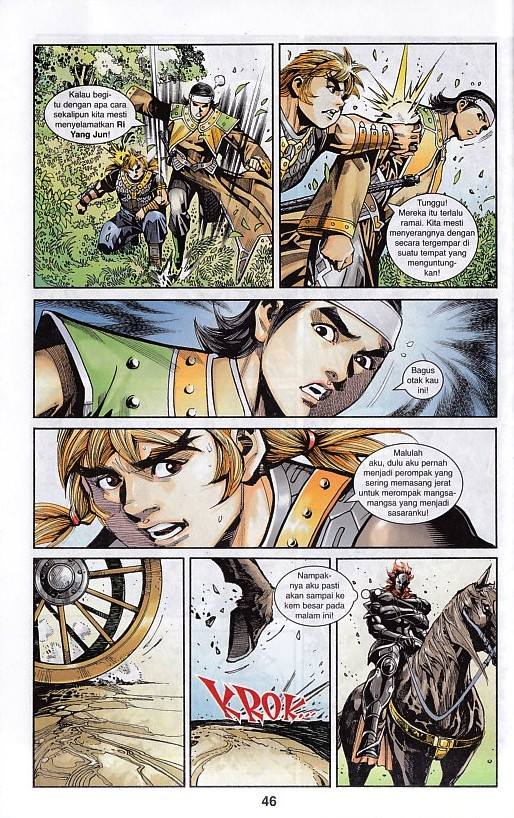 Kalau begi-
tu dengan apa cara
sekalipun kita mesti
menyelamatkan Ri
Yang Jun!
Tunggu!
Mereka itu terlalu
ramai. Kita mesti
menyerangnya dengan
secara tergempar di
suatu tempat yang
menguntung-
kan!
Bagus
otak kau
ini!
Malulah
aku, dulu aku pernah
menjadi perompak yang
sering memasang jerat
untuk merompak mangsa-
mangsa yang menjadi
sasaranku!
Nampak-
nya aku pasti
akan sampai ke
kem besar pada
malam ini!
KROK...
46